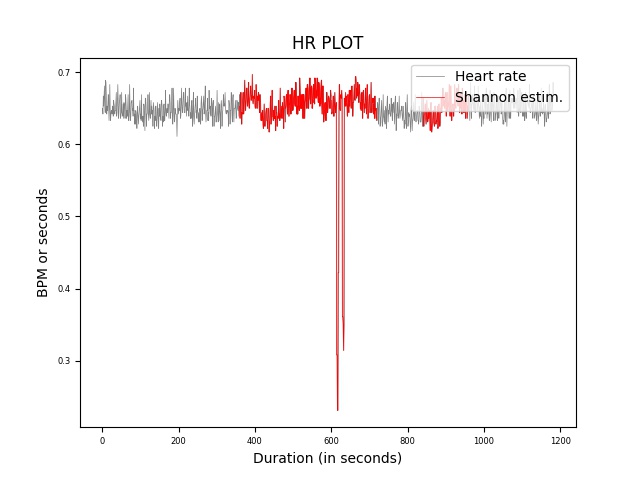 HR PLOT
Heart rate
Shannon estim.
BPM or seconds
0.7
0.6
0.5
0.4
0.3
0 200 400 600 800 1000 1200
Duration (in seconds)